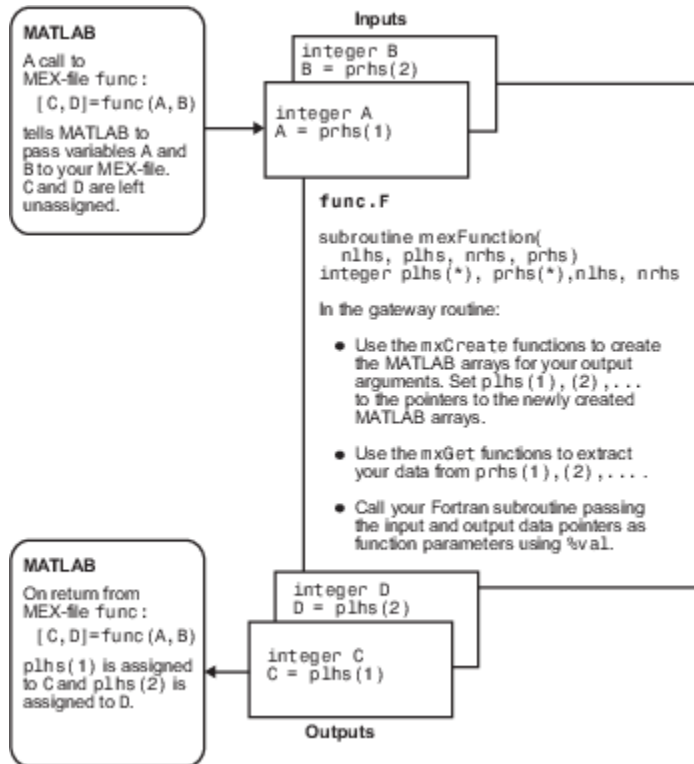 MATLAB
A call to
MEX-file func:
[C,D]=func(A,B)
tells MATLAB to
pass variables A and
B to your MEX-file.
C and D are left
unassigned.
Inputs
integer B
B = prhs(2)
integer A
A = prhs(1)
func.F
subroutine mexFunction(
nlhs, plhs, nrhs, prhs)
integer plhs(*), prhs(*),nlhs, nrhs
In the gateway routine:
● Use the mxCreate functions to create
the MATLAB arrays for your output
arguments. Set plhs(1),(2),...
to the pointers to the newly created
MATLAB arrays.
● Use the mxGet functions to extract
your data from prhs(1),(2),....
● Call your Fortran subroutine passing
the input and output data pointers as
function parameters using %val.
MATLAB
On return from
MEX-file func:
[C,D]=func(A,B)
plhs(1) is assigned
to C and plhs(2) is
assigned to D.
integer D
D = plhs(2)
integer C
C = plhs(1)
Outputs